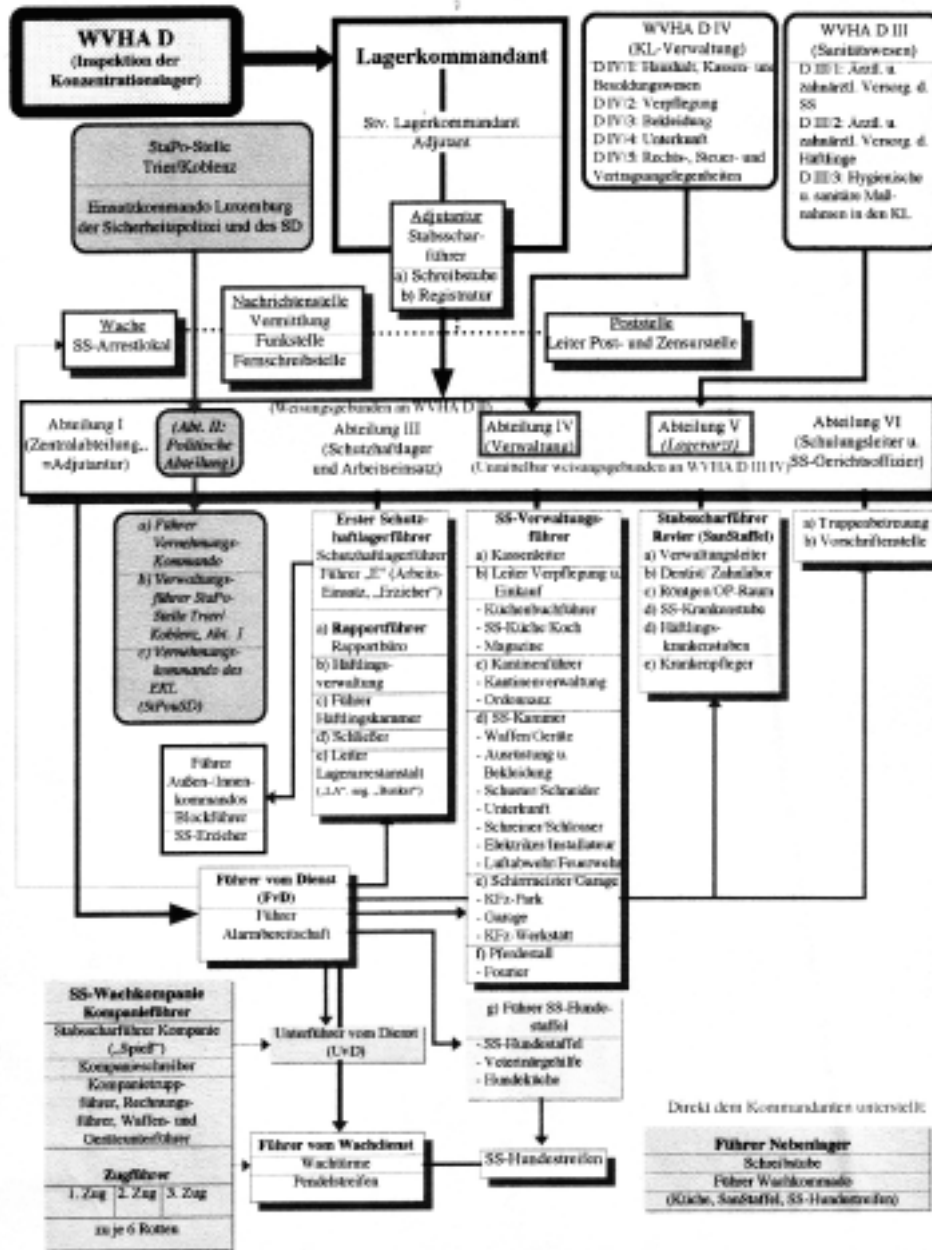 WVHA D
(Inspektion der
Konzentrationslager)
Lagerkommandant
Stv. Lagerkommandant
Adjutant
WVHA D IV
(KL-Verwaltung)
D IV/1: Haushalt, Kassen- und
Besoldungswesen
D IV/2: Verpflegung
D IV/3: Bekleidung
D IV/4: Unterkunft
D IV/5: Rechts-, Steuer- und
Vertragsangelegenheiten
WVHA D III
(Sanitätswesen)
D III/1: Ärztl. u.
zahnärztl. Versorg. d.
SS
D III/2: Ärztl. u.
zahnärztl. Versorg. d.
Häftlinge
D III/3: Hygienische
u. sanitäre Maß-
nahmen in den KL
StaPo-Stelle
Trier/Koblenz
Einsatzkommando Luxemburg
der Sicherheitspolizei und des SD
Adjutantur
Stabsschar-
führer
a) Schreibstube
b) Registratur
Wache
SS-Arrestlokal
Nachrichtenstelle
Vermittlung
Funkstelle
Fernschreibstelle
Poststelle
Leiter Post- und Zensurstelle
Abteilung I
(Zentralabteilung,
=Adjutantur)
(Abt. II:
Politische
Abteilung)
(Weisungsgebunden an WVHA D
Abteilung III
(Schutzhaftlager
und Arbeitseinsatz)
Abteilung IV
(Verwaltung)
Abteilung V
(Lagerarzt)
(Unmittelbar weisungsgebunden an WVHA D III/IV)
Abteilung VI
(Schulungsleiter u.
SS-Gerichtsoffizier)
a) Führer
Vernehmungs-
Kommando
b) Verwaltungs-
führer StaPo-
Stelle Trier/
Koblenz, Abt. I
c) Vernehmungs-
kommando des
EKL
(SiPouSD)
Erster Schutz-
haftlagerführer
Schutzhaftlagerführer
Führer „E" (Arbeits-
Einsatz, „Erzieher")
a) Rapportführer
Rapportbüro
b) Häftlings-
verwaltung
c) Führer
Häftlingskammer
d) Schließer
e) Leiter
Lagerarrestanstalt
(„LA", sog. „Bunker")
SS-Verwaltungs-
führer
a) Kassenleiter
b) Leiter Verpflegung u.
Einkauf
- Küchenbuchführer
- SS-Küche/Koch
- Magazine
c) Kantinenführer
- Kantinenverwaltung
- Ordonnanz
d) SS-Kammer
- Waffen/Geräte
- Ausrüstung u.
Bekleidung
- Schuster/Schneider
- Unterkunft
- Schreiner/Schlosser
- Elektriker/Installateur
- Luftabwehr/Feuerwehr
e) Schirrmeister/Garage
- KFz-Park
- Garage
- KFz-Werkstatt
f) Pferdestall
- Fourier
g) Führer SS-Hunde-
staffel
- SS-Hundestaffel
- Veterinärgehilfe
- Hundeküche
Stabsscharführer
Revier (SanStaffel)
a) Verwaltungsleiter
b) Dentist/ Zahnlabor
c) Röntgen/OP-Raum
d) SS-Krankenstube
d) Häftlings-
krankenstuben
e) Krankenpfleger
a) Truppenbetreuung
b) Vorschriftenstelle
Führer
Außen-/Innen-
kommandos
Blockführer
SS-Erzieher
Führer vom Dienst
(FvD)
Führer
Alarmbereitschaft
SS-Wachkompanie
Kompanieführer
Stabsscharführer Kompanie
(„Spieß")
Kompanieschreiber
Kompanietrupp-
führer, Rechnungs-
führer, Waffen- und
Geräteunterführer
Zugführer
1. Zug 2. Zug 3. Zug
zu je 6 Rotten
Unterführer vom Dienst
(UvD)
Führer vom Wachdienst
Wachtürme
Pendelstreifen
SS-Hundestreifen
Direkt dem Kommandanten unterstellt:
Führer Nebenlager
Schreibstube
Führer Wachkommado
(Küche, SanStaffel, SS-Hundestreifen)